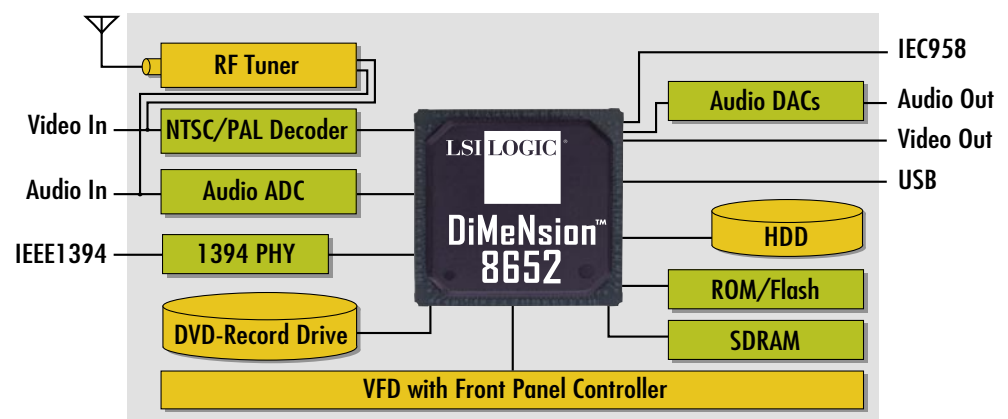 RF Tuner
IEC958
Audio DACs
Audio Out
Video In
NTSC/PAL Decoder
Video Out
LSI LOGIC®
Audio In
Audio ADC
USB
DiMeNsion™
8652
HDD
IEEE1394
1394 PHY
ROM/Flash
DVD-Record Drive
SDRAM
VFD with Front Panel Controller